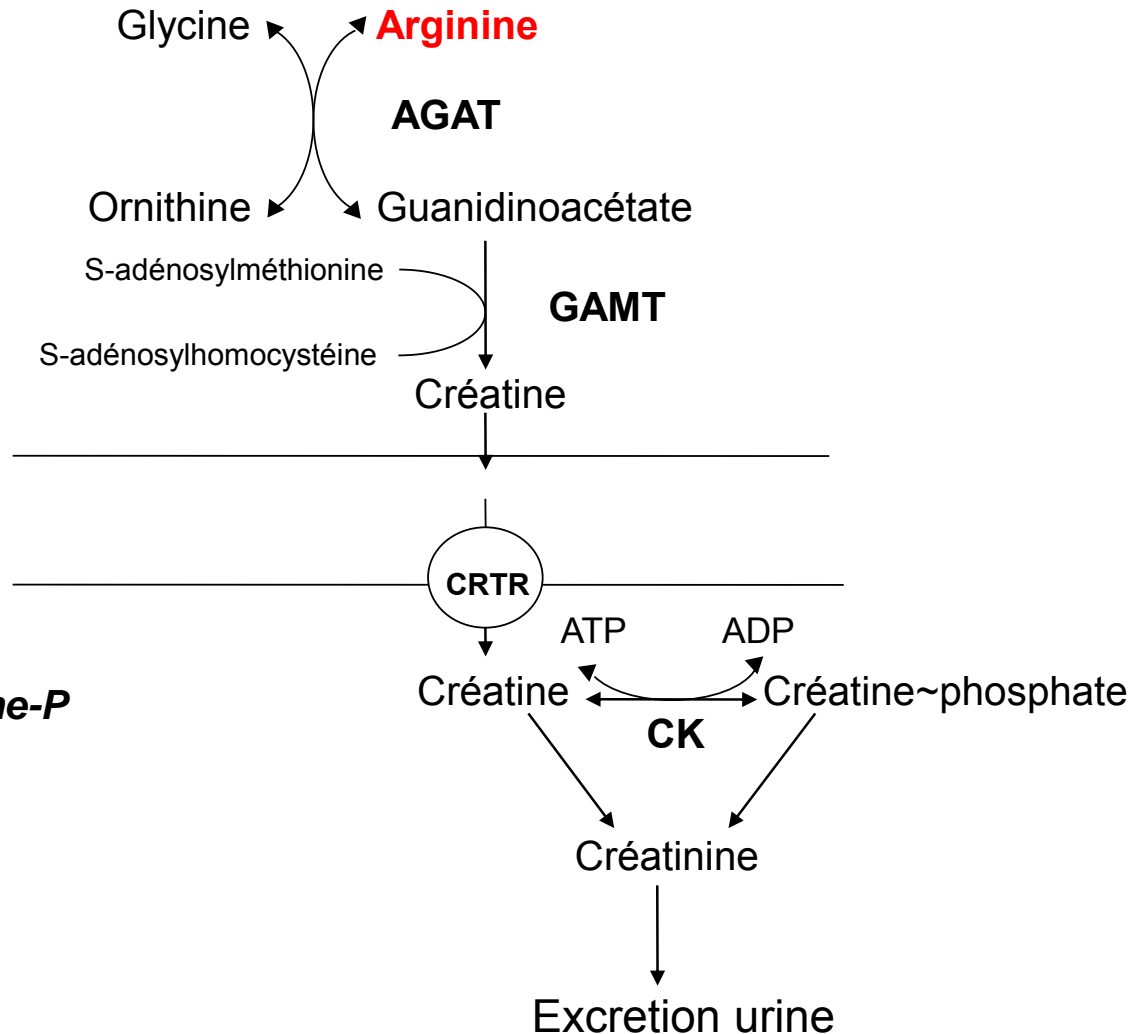 Glycine
Arginine
AGAT
Ornithine
Guanidinoacétate
S-adénosylméthionine
GAMT
S-adénosylhomocystéine
Créatine
CRTR
ATP
ADP
ne-P
Créatine
Créatine~phosphate
CK
Créatinine
Excretion urine